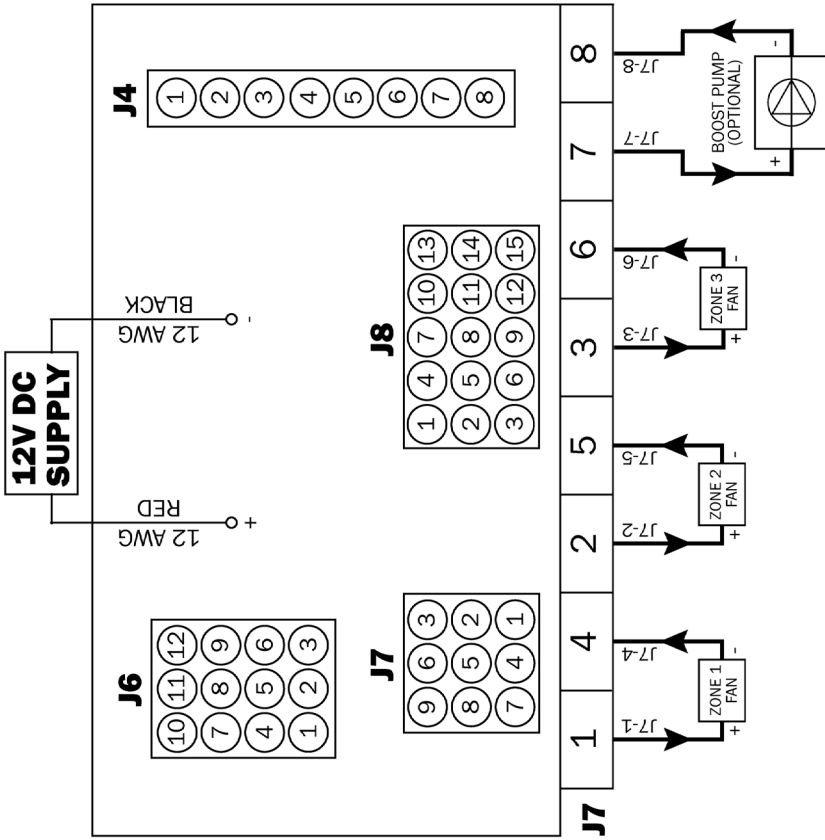 12V DC
SUPPLY
RED
12 AWG
+
BLACK
12 AWG
-
J6
10 11 12
7 8 9
4 5 6
1 2 3
J4
1
2
3
4
5
6
7
8
J7
9 6 3
8 5 2
7 4 1
J8
1 4 7 10 13
2 5 8 11 14
3 6 9 12 15
J7
1 4 2 5 3 6 7 8
J7-1
J7-4
J7-2
J7-5
J7-3
J7-6
J7-7
J7-8
+ ZONE 1 -
FAN
+ ZONE 2 -
FAN
+ ZONE 3 -
FAN
BOOST PUMP
(OPTIONAL)
+ -